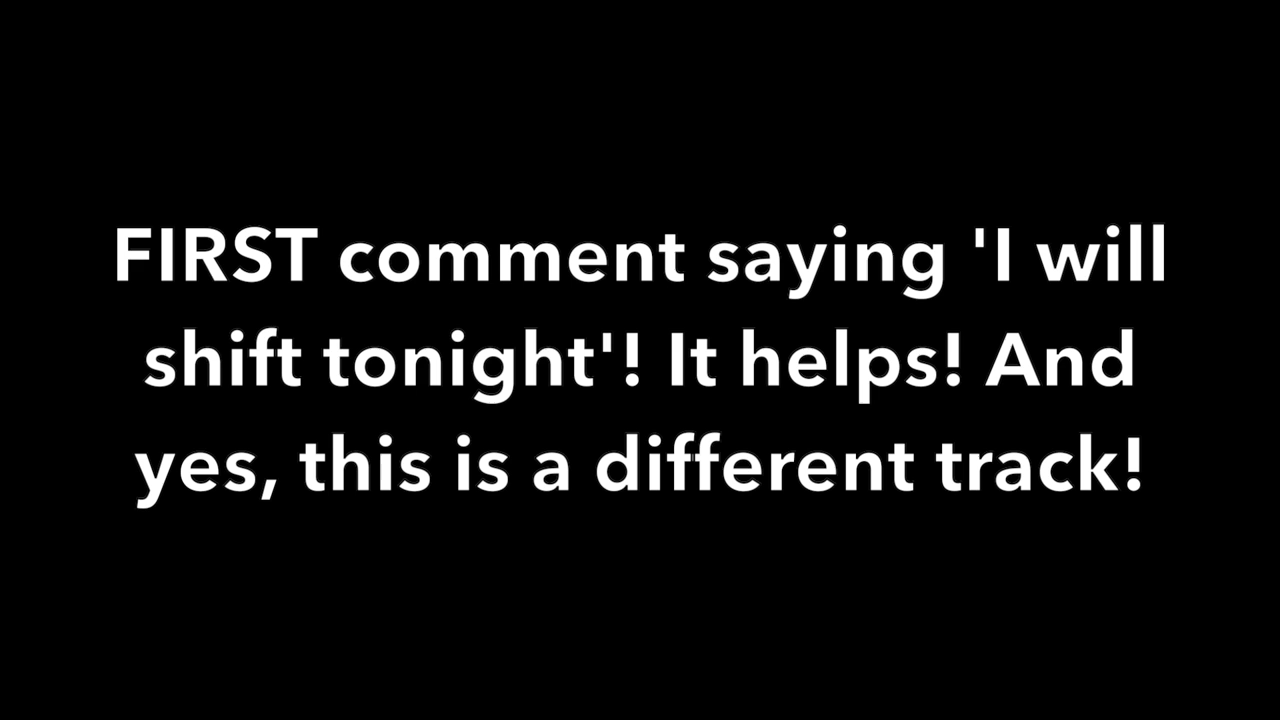 FIRST comment saying 'I will
shift tonight'! It helps! And
yes, this is a different track!